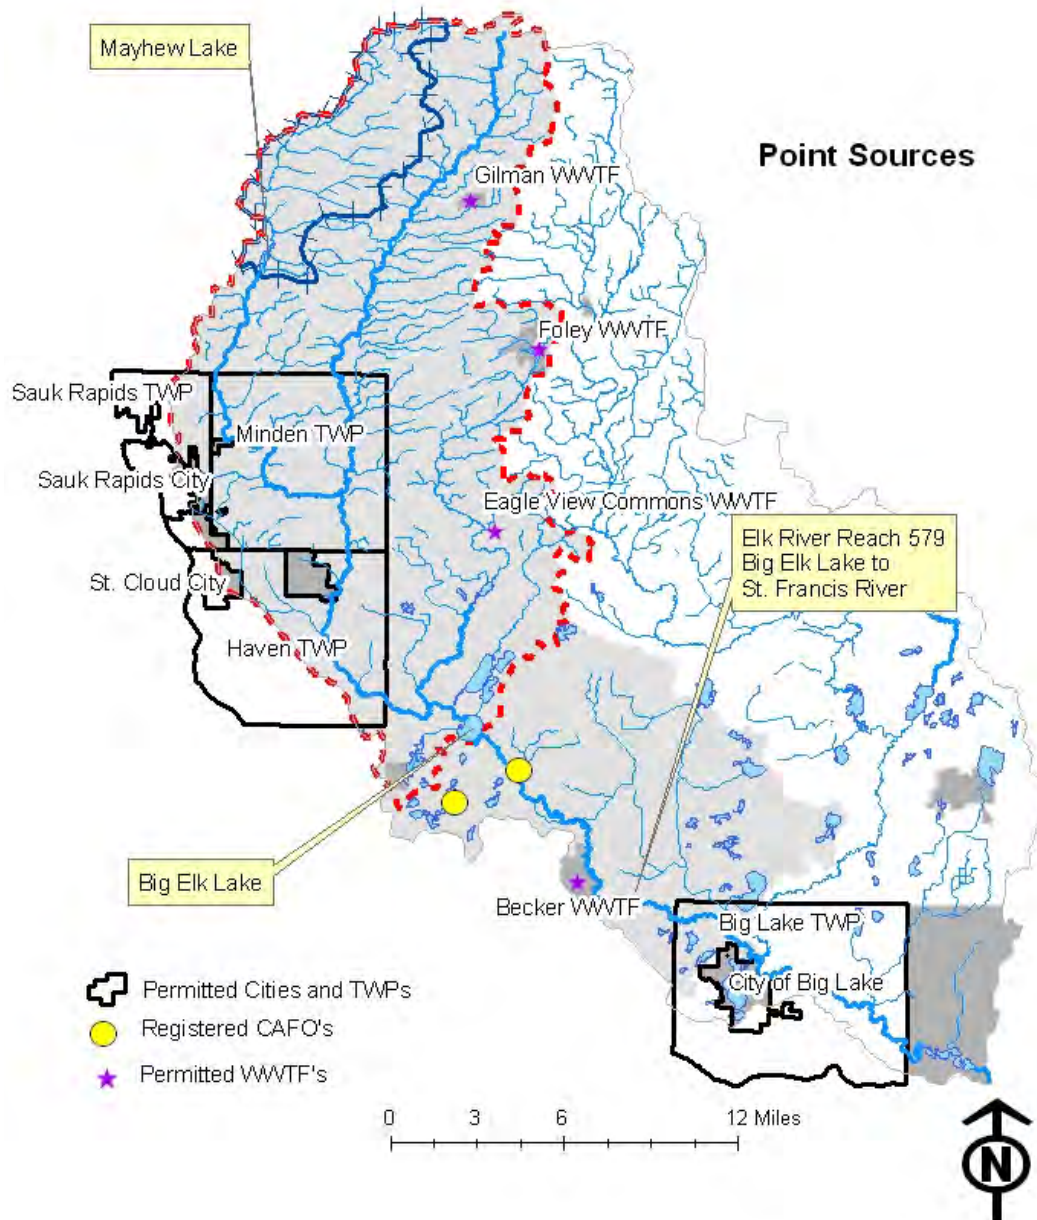 Mayhew Lake
Point Sources
Gilman WWTF
Foley WWTF
Sauk Rapids TWP
Minden TWP
Sauk Rapids City
Eagle View Commons WWTF
Elk River Reach 579
Big Elk Lake to
St. Francis River
St. Cloud City
Haven TWP
Big Elk Lake
Becker WWTF
Big Lake TWP
City of Big Lake
Permitted Cities and TWPs
Registered CAFO's
Permitted WWTF's
0 3 6 12 Miles
N